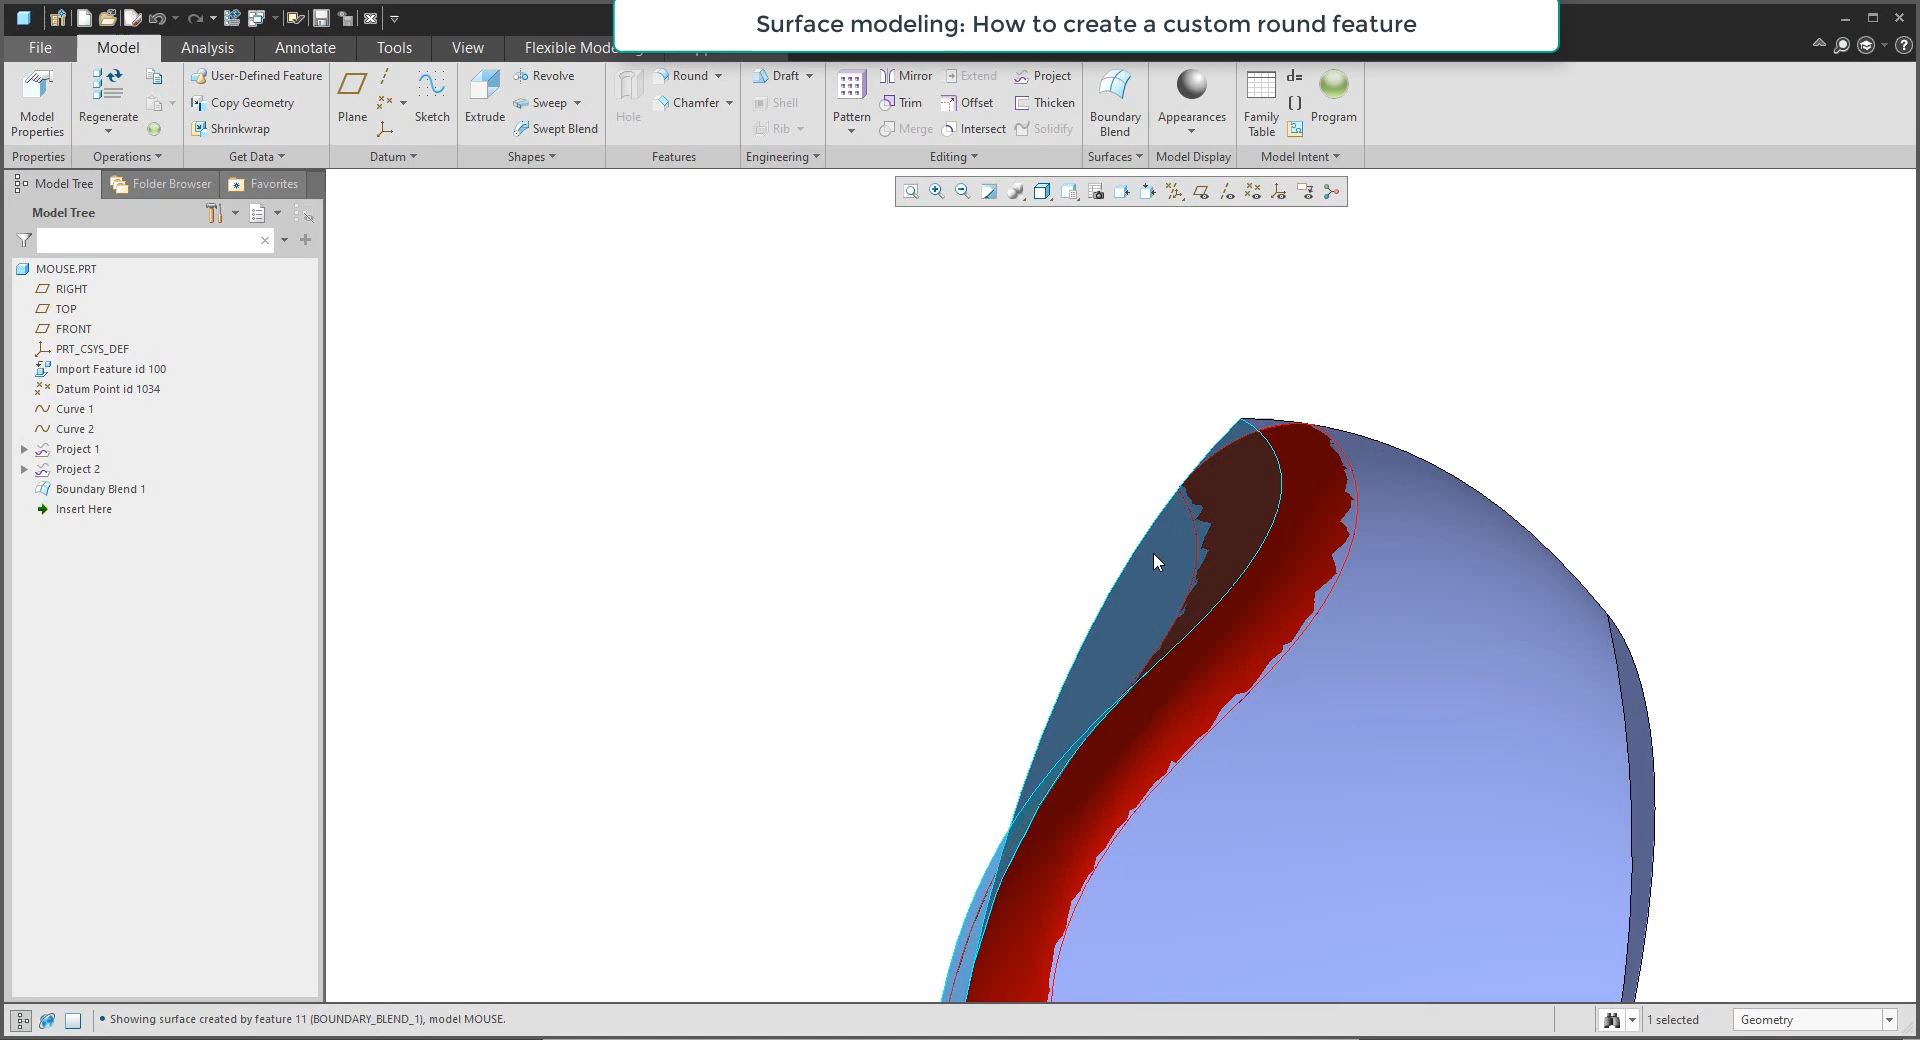 Surface modeling: How to create a custom round feature
File
Model
Analysis
Annotate
Tools
View
Flexible Mode
Model
Properties
Regenerate
User-Defined Feature
Copy Geometry
Shrinkwrap
Plane
Sketch
Extrude
Revolve
Sweep
Swept Blend
Hole
Round
Chamfer
Draft
Shell
Rib
Pattern
Mirror
Trim
Merge
Extend
Offset
Intersect
Project
Thicken
Solidify
Boundary
Blend
Appearances
Family
Table
d=
[ ]
Program
Properties
Operations
Get Data
Datum
Shapes
Features
Engineering
Editing
Surfaces
Model Display
Model Intent
Model Tree
Folder Browser
Favorites
Model Tree
MOUSE.PRT
RIGHT
TOP
FRONT
PRT_CSYS_DEF
Import Feature id 100
Datum Point id 1034
Curve 1
Curve 2
Project 1
Project 2
Boundary Blend 1
Insert Here
Showing surface created by feature 11 (BOUNDARY_BLEND_1), model MOUSE.
1 selected
Geometry